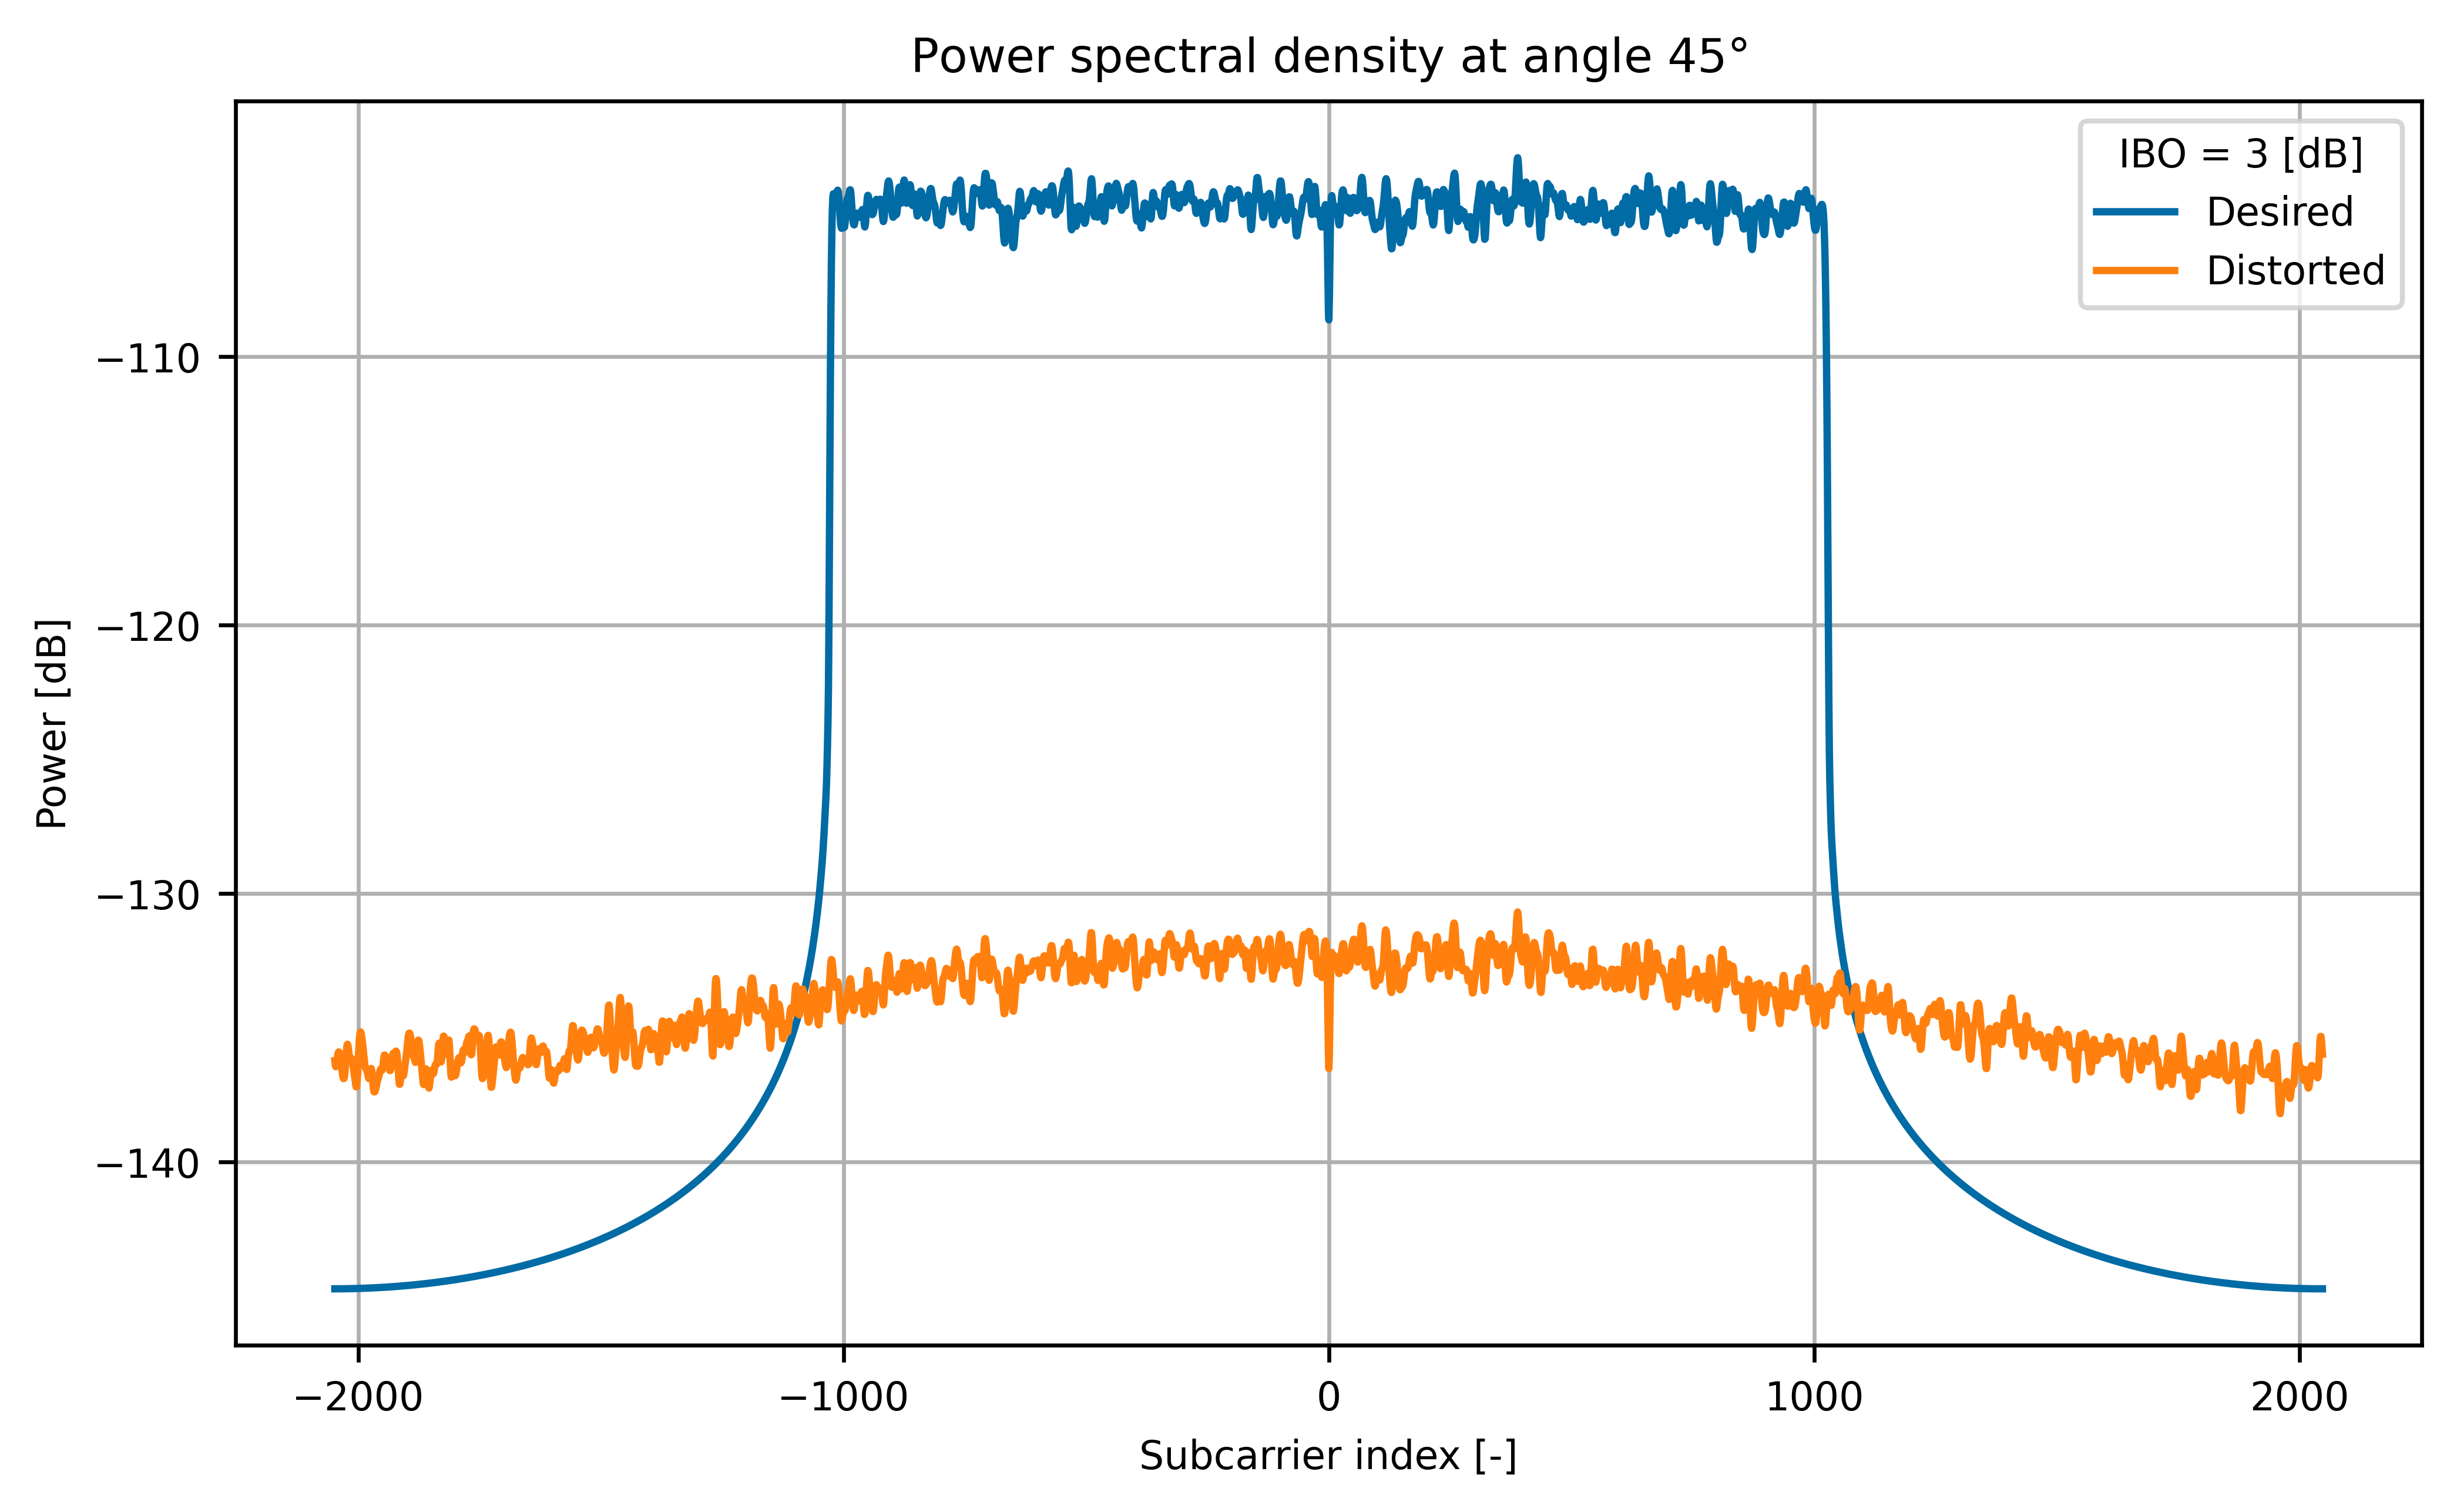 Power spectral density at angle 45°
IBO = 3 [dB]
Desired
Distorted
Power [dB]
−110
−120
−130
−140
−2000
−1000
0
1000
2000
Subcarrier index [-]